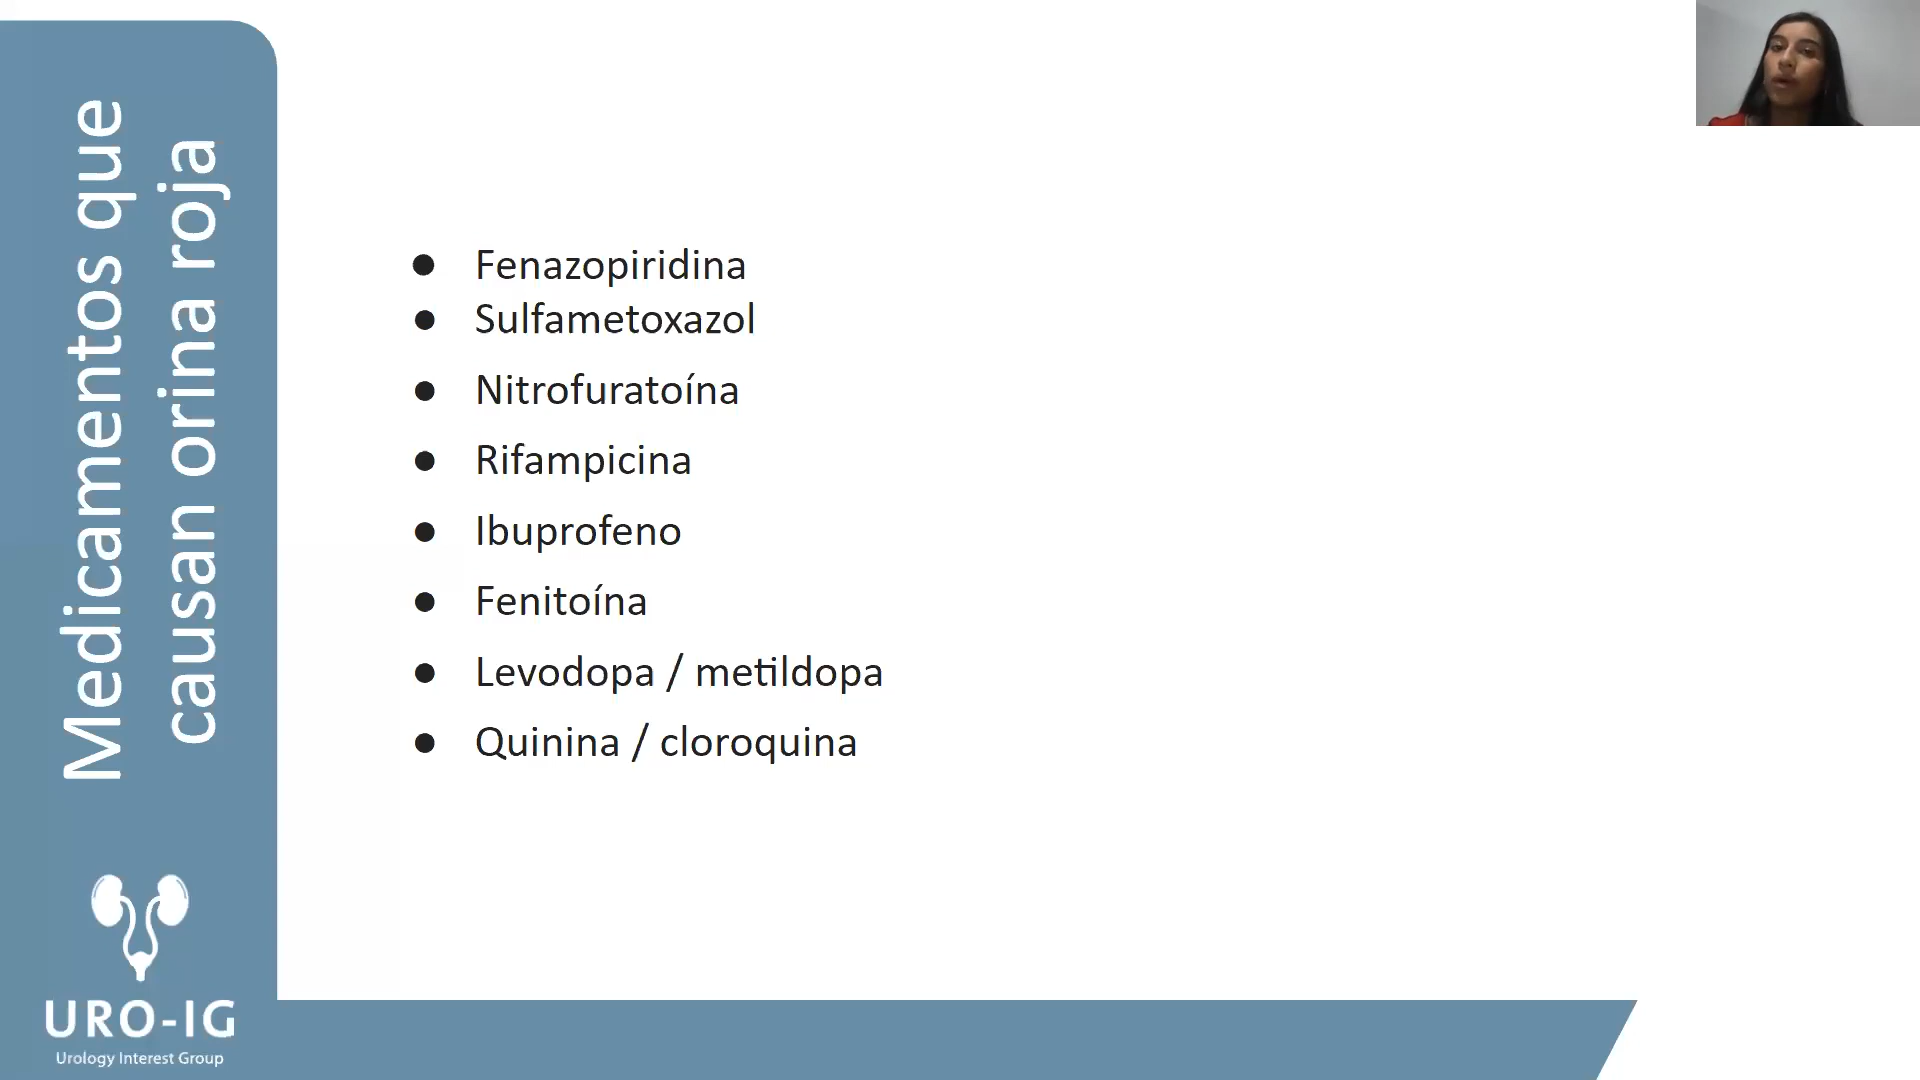 Medicamentos que
causan orina roja
Fenazopiridina
Sulfametoxazol
Nitrofuratoína
Rifampicina
Ibuprofeno
Fenitoína
Levodopa / metildopa
Quinina / cloroquina
URO-IG
Urology Interest Group